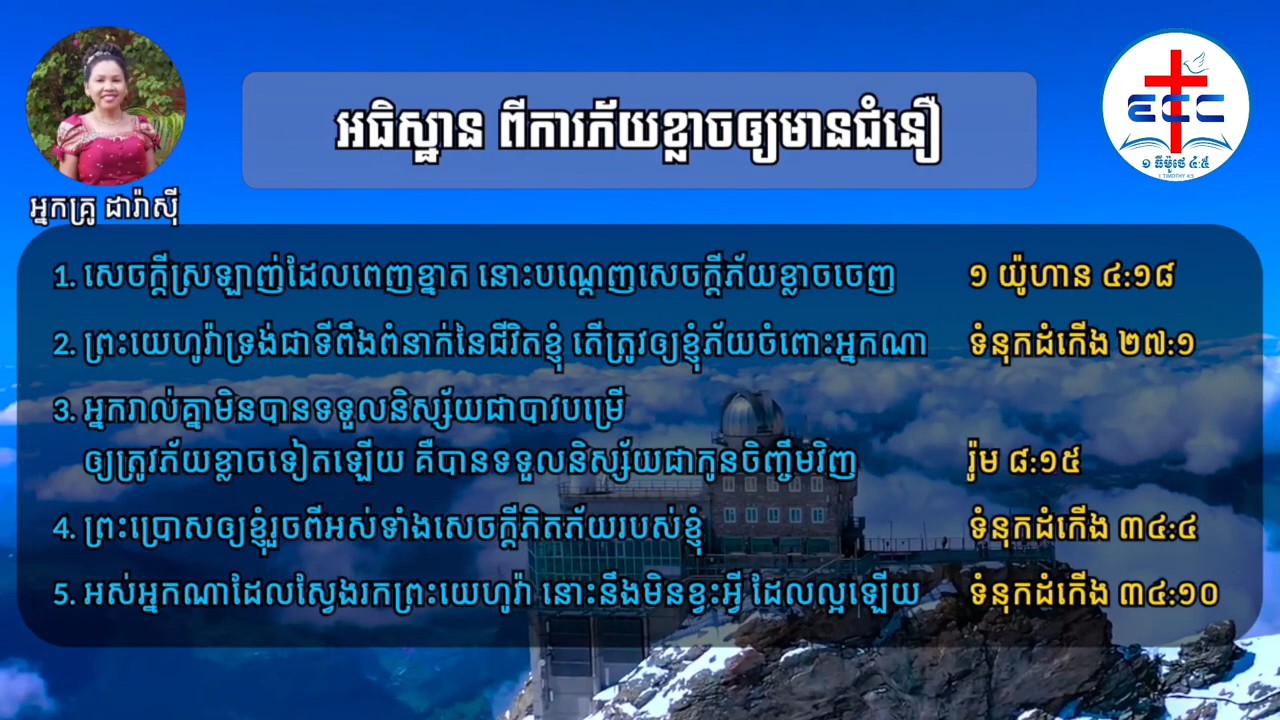 អធិស្ឋាន ពីការភ័យខ្លាចឲ្យមានជំនឿ
ECC
១ ធីម៉ូថេ ៤:៥
1 TIMOTHY 4:5
អ្នកគ្រូ ដារ៉ាស៊ី
1. សេចក្ដីស្រឡាញ់ដែលពេញខ្នាត នោះបណ្ដេញសេចក្ដីភ័យខ្លាចចេញ ១ យ៉ូហាន ៤:១៨
2. ព្រះយេហូវ៉ាទ្រង់ជាទីពឹងពំនាក់នៃជីវិតខ្ញុំ តើត្រូវឲ្យខ្ញុំភ័យចំពោះអ្នកណា ទំនុកដំកើង ២៧:១
3. អ្នករាល់គ្នាមិនបានទទួលនិស្ស័យជាបាវបម្រើ
ឲ្យត្រូវភ័យខ្លាចទៀតឡើយ គឺបានទទួលនិស្ស័យជាកូនចិញ្ចឹមវិញ រ៉ូម ៨:១៥
4. ព្រះប្រោសឲ្យខ្ញុំរួចពីអស់ទាំងសេចក្ដីភិតភ័យរបស់ខ្ញុំ ទំនុកដំកើង ៣៤:៤
5. អស់អ្នកណាដែលស្វែងរកព្រះយេហូវ៉ា នោះនឹងមិនខ្វះអ្វី ដែលល្អឡើយ ទំនុកដំកើង ៣៤:១០